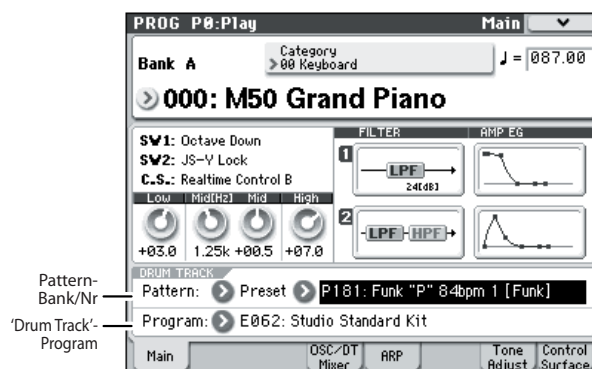 PROG P0:Play Main
Bank A
Category
00 Keyboard
♩ = 087.00
000: M50 Grand Piano
SW1: Octave Down
SW2: JS-Y Lock
C.S.: Realtime Control B
Low Mid[Hz] Mid High
+03.0 1.25k +00.5 +07.0
FILTER AMP EG
1 LPF
24[dB]
2 LPF HPF
DRUM TRACK
Pattern-
Bank/Nr
Pattern: Preset P181: Funk "P" 84bpm 1 [Funk]
'Drum Track'-
Program
Program: E062: Studio Standard Kit
Main
OSC/DT
Mixer
ARP
Tone
Adjust
Control
Surface